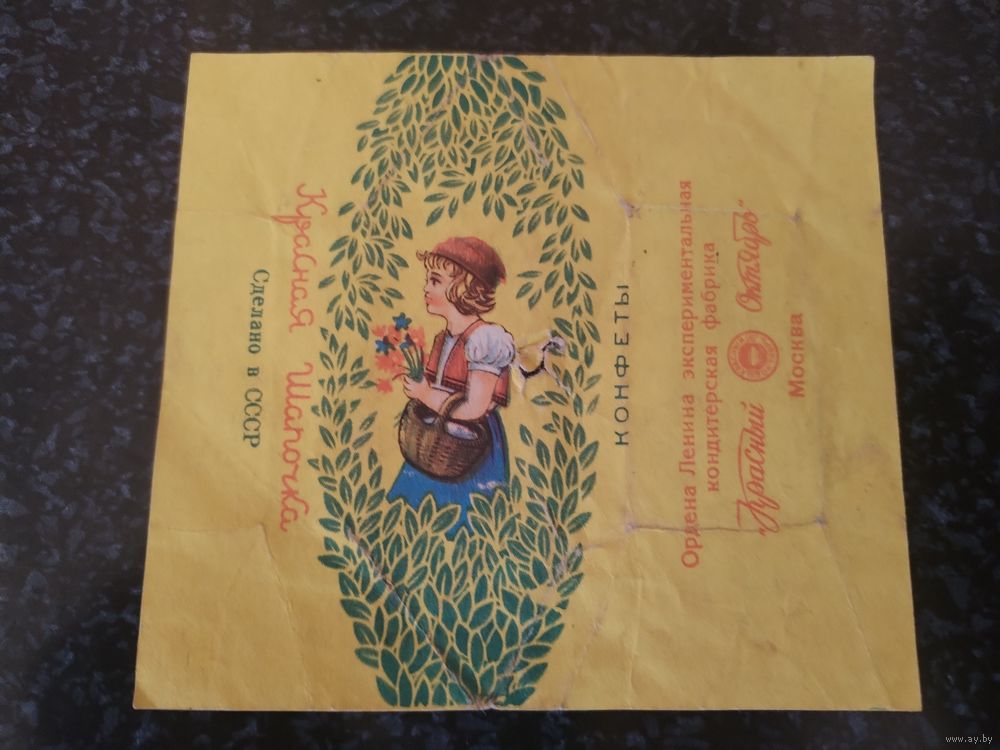 Красная Шапочка
Сделано в СССР
КОНФЕТЫ
Ордена Ленина экспериментальная
кондитерская фабрика
„Красный Октябрь"
Москва
www.ay.by